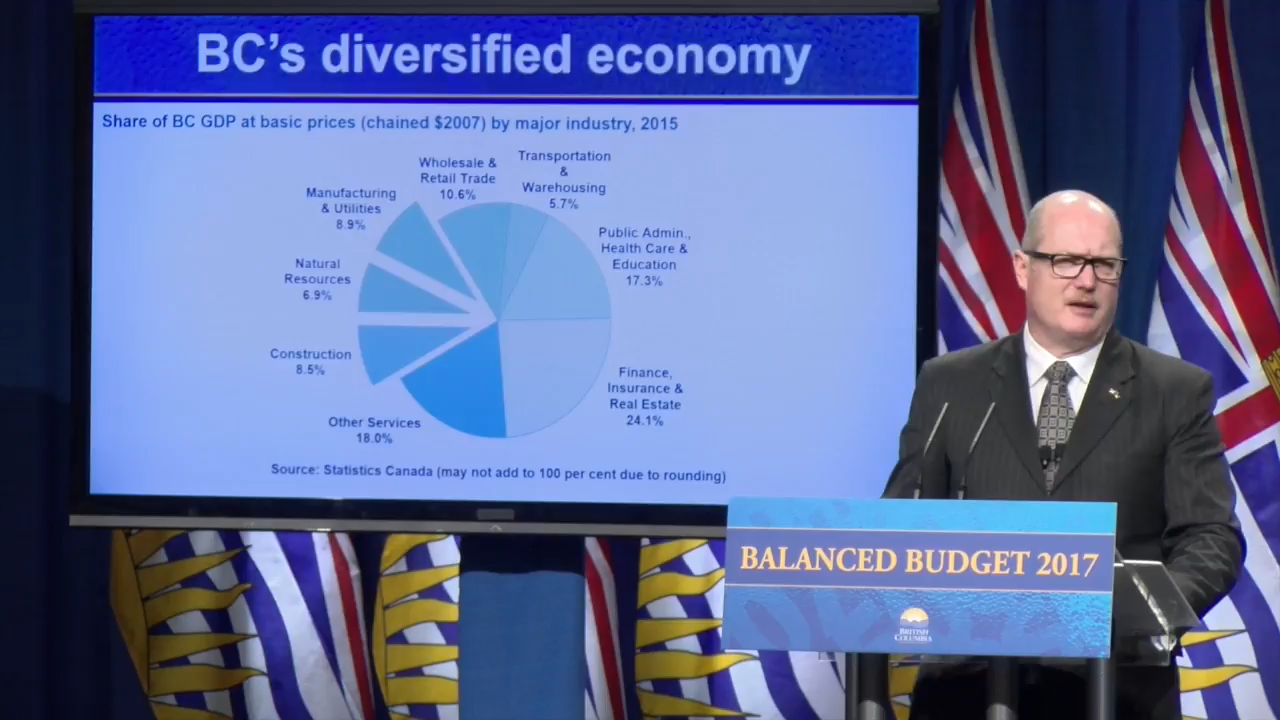 BC's diversified economy
Share of BC GDP at basic prices (chained $2007) by major industry, 2015
Wholesale &
Retail Trade
10.6%
Transportation
&
Warehousing
5.7%
Manufacturing
& Utilities
8.9%
Public Admin.,
Health Care &
Education
17.3%
Natural
Resources
6.9%
Construction
8.5%
Finance,
Insurance &
Real Estate
24.1%
Other Services
18.0%
Source: Statistics Canada (may not add to 100 per cent due to rounding)
BALANCED BUDGET 2017
BRITISH
COLUMBIA